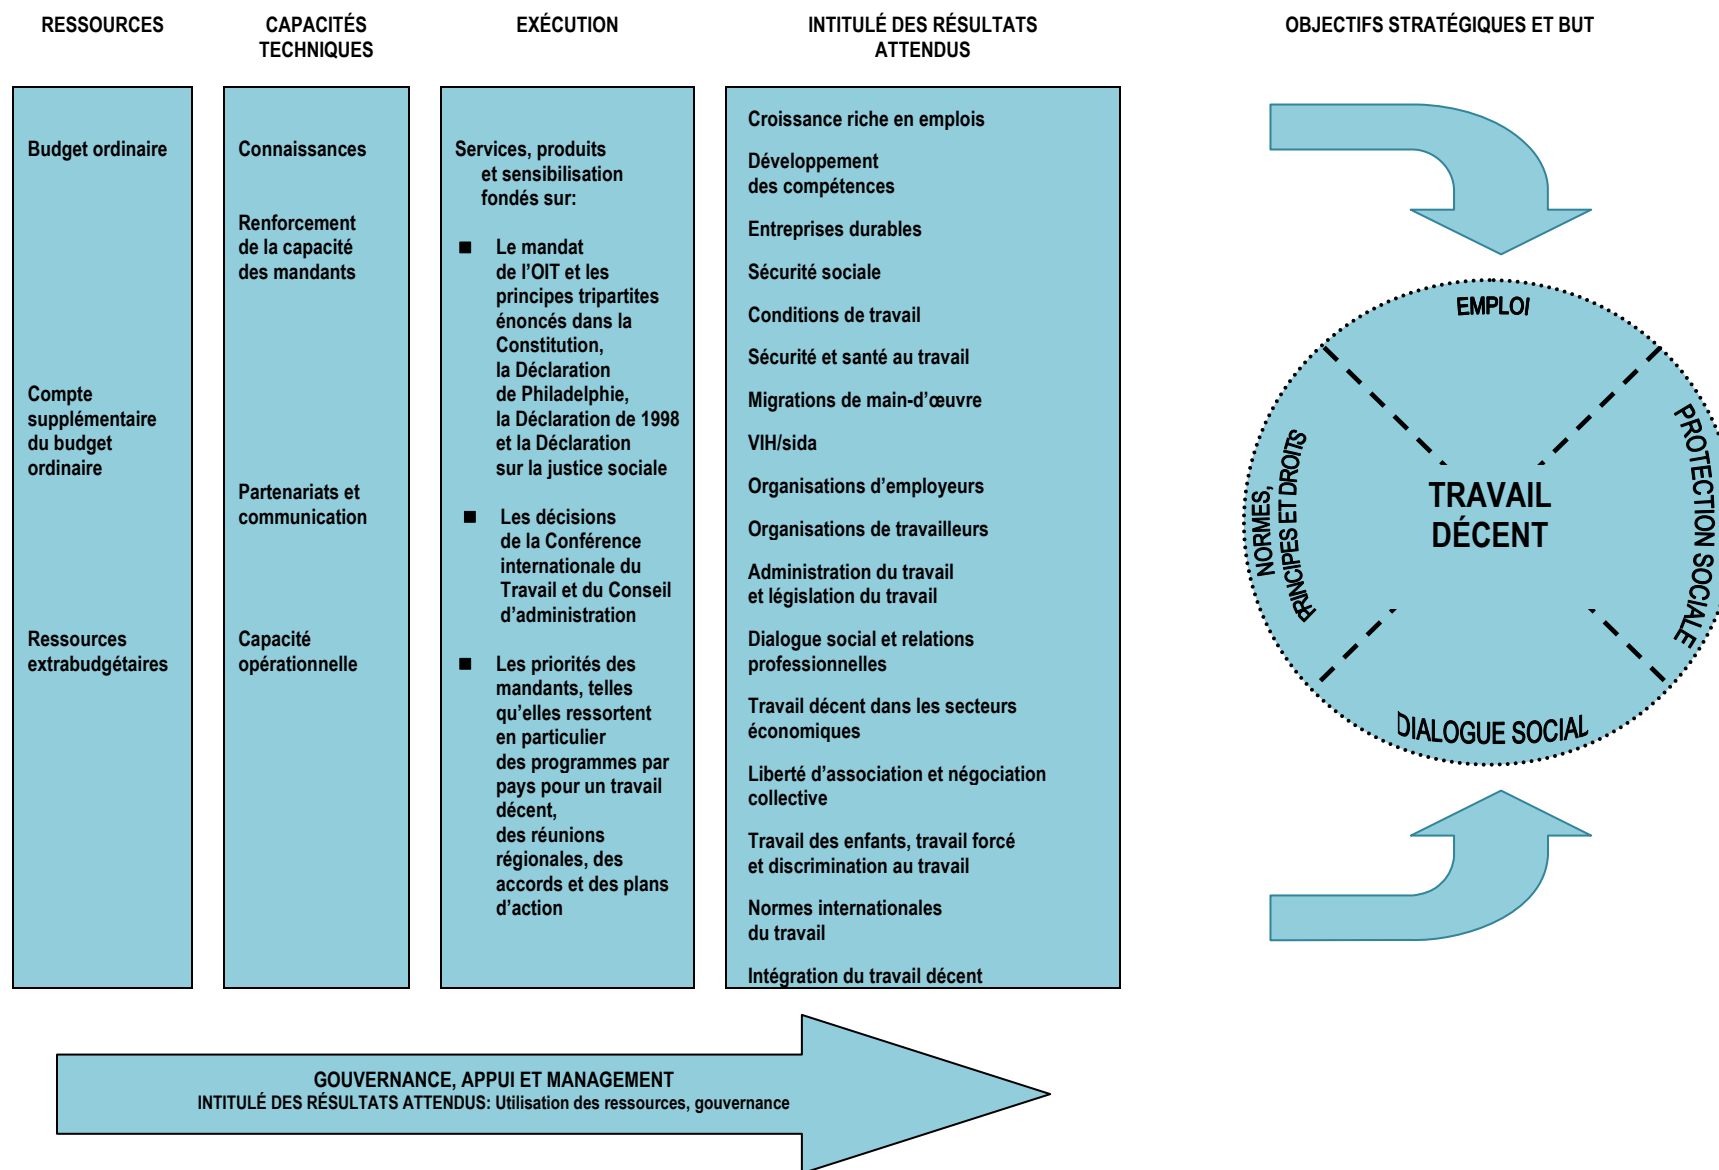 RESSOURCES
CAPACITÉS
TECHNIQUES
EXÉCUTION
INTITULÉ DES RÉSULTATS
ATTENDUS
OBJECTIFS STRATÉGIQUES ET BUT
Budget ordinaire
Compte
supplémentaire
du budget
ordinaire
Ressources
extrabudgétaires
Connaissances
Renforcement
de la capacité
des mandants
Partenariats et
communication
Capacité
opérationnelle
Services, produits
et sensibilisation
fondés sur:
■ Le mandat
de l'OIT et les
principes tripartites
énoncés dans la
Constitution,
la Déclaration
de Philadelphie,
la Déclaration de 1998
et la Déclaration
sur la justice sociale
■ Les décisions
de la Conférence
internationale du
Travail et du Conseil
d'administration
■ Les priorités des
mandants, telles
qu'elles ressortent
en particulier
des programmes par
pays pour un travail
décent,
des réunions
régionales, des
accords et des plans
d'action
Croissance riche en emplois
Développement
des compétences
Entreprises durables
Sécurité sociale
Conditions de travail
Sécurité et santé au travail
Migrations de main-d'œuvre
VIH/sida
Organisations d'employeurs
Organisations de travailleurs
Administration du travail
et législation du travail
Dialogue social et relations
professionnelles
Travail décent dans les secteurs
économiques
Liberté d'association et négociation
collective
Travail des enfants, travail forcé
et discrimination au travail
Normes internationales
du travail
Intégration du travail décent
EMPLOI
PROTECTION SOCIALE
NORMES,
PRINCIPES ET DROITS
TRAVAIL
DÉCENT
DIALOGUE SOCIAL
GOUVERNANCE, APPUI ET MANAGEMENT
INTITULÉ DES RÉSULTATS ATTENDUS: Utilisation des ressources, gouvernance